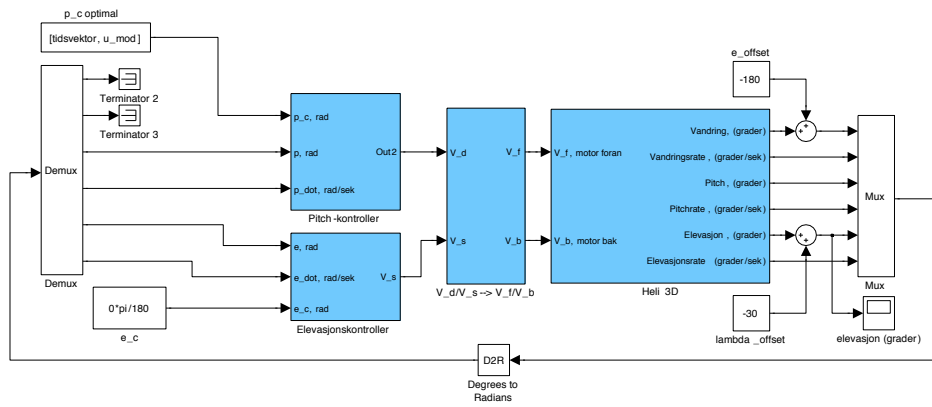 p_c optimal
[tidsvektor, u_mod ]
Terminator 2
Terminator 3
Demux
Demux
p_c, rad
p, rad
Out2
p_dot, rad/sek
Pitch -kontroller
e, rad
V_s
e_dot, rad/sek
e_c, rad
Elevasjonskontroller
0*pi/180
e_c
V_d
V_f
V_s
V_b
V_d/V_s --> V_f/V_b
V_f, motor foran
V_b, motor bak
Vandring, (grader)
Vandringsrate , (grader/sek)
Pitch , (grader)
Pitchrate , (grader/sek)
Elevasjon , (grader)
Elevasjonsrate (grader/sek)
Heli 3D
e_offset
-180
+
+
+
+
-30
lambda _offset
Mux
Mux
elevasjon (grader)
D2R
Degrees to
Radians